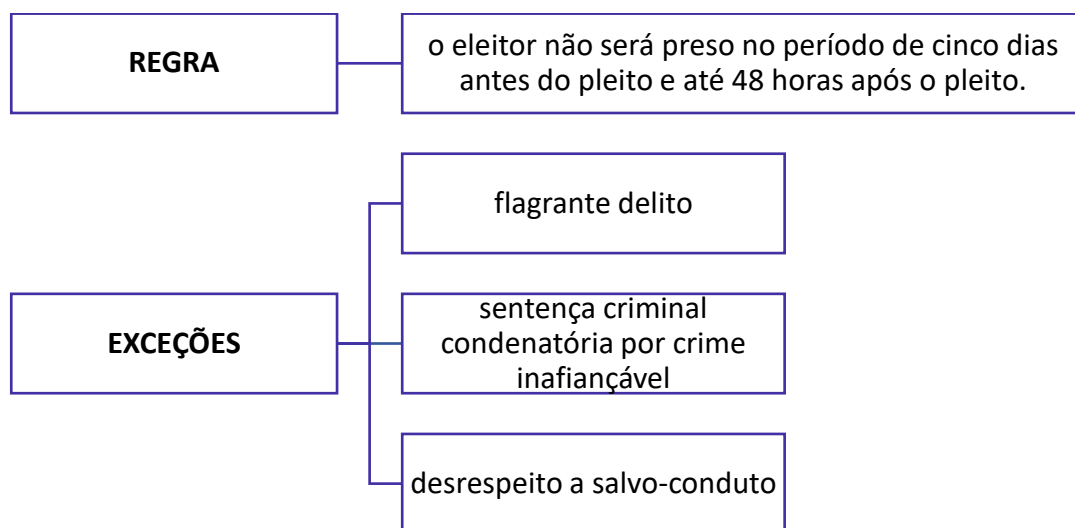 REGRA
o eleitor não será preso no período de cinco dias
antes do pleito e até 48 horas após o pleito.
flagrante delito
EXCEÇÕES
sentença criminal
condenatória por crime
inafiançável
desrespeito a salvo-conduto